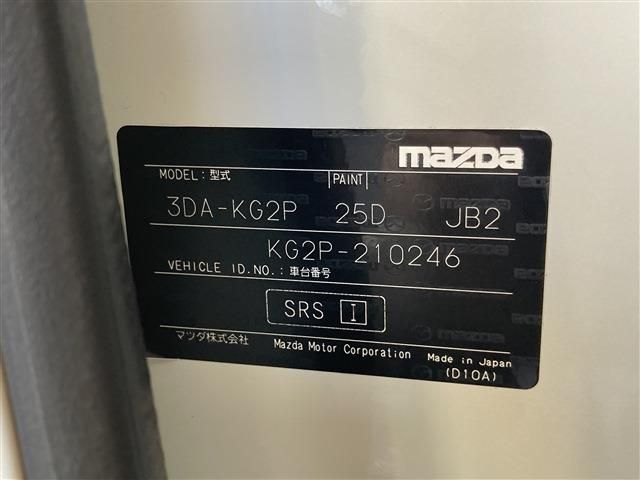 mazda
MODEL:型式 |PAINT|
3DA-KG2P 25D JB2
KG2P-210246
VEHICLE ID.NO.:車台番号
SRS I
マツダ株式会社 Mazda Motor Corporation Made in Japan
(D10A)